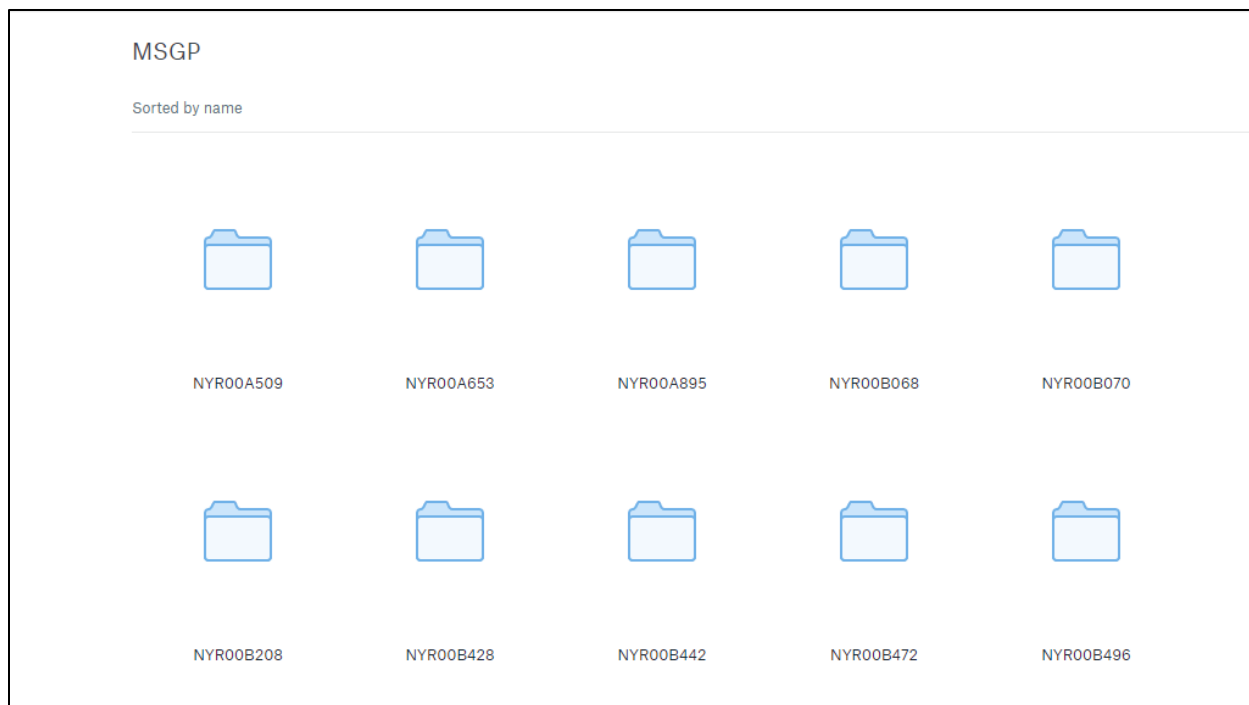 MSGP
Sorted by name
NYR00A509 NYR00A653 NYR00A895 NYR00B068 NYR00B070
NYR00B208 NYR00B428 NYR00B442 NYR00B472 NYR00B496